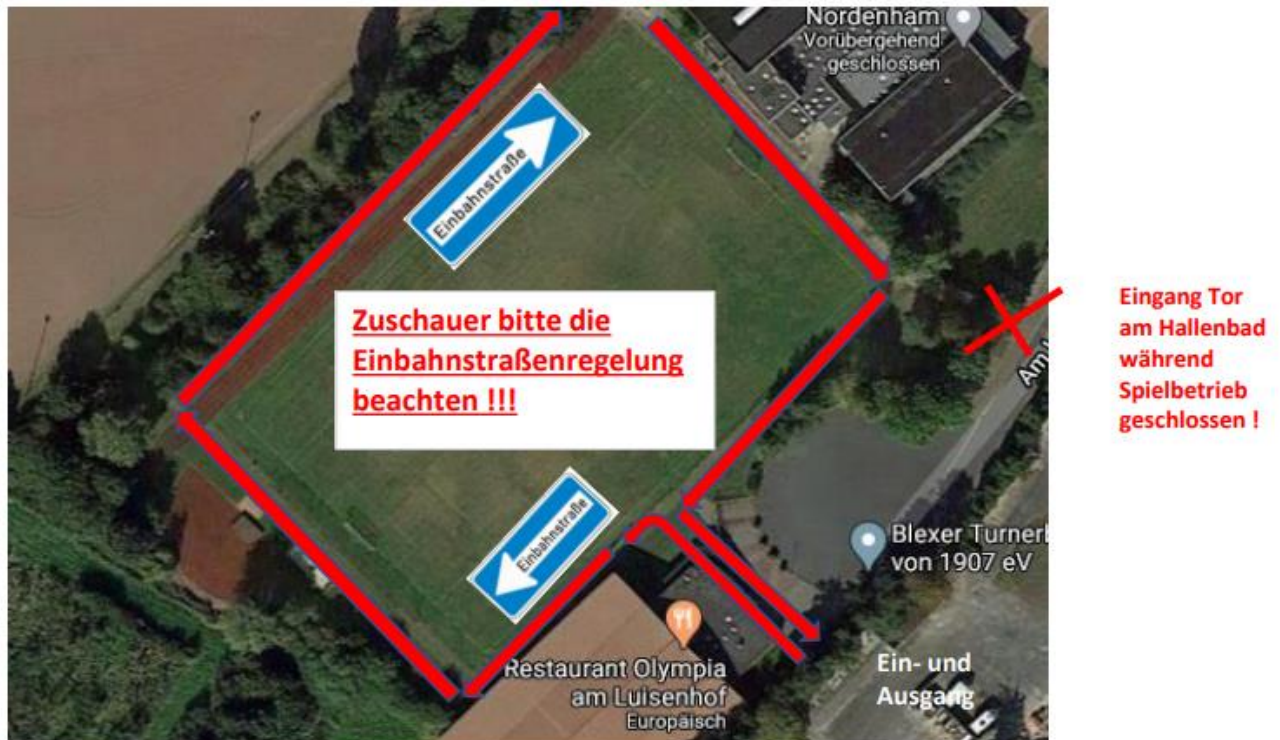 Nordenham
Vorübergehend
geschlossen
Einbahnstraße
Zuschauer bitte die
Einbahnstraßenregelung
beachten !!!
Eingang Tor
am Hallenbad
während
Spielbetrieb
geschlossen !
Am
Einbahnstraße
Blexer
von 1907 eV
Restaurant Olympia
am Luisenhof
Europäisch
Ein- und
Ausgang